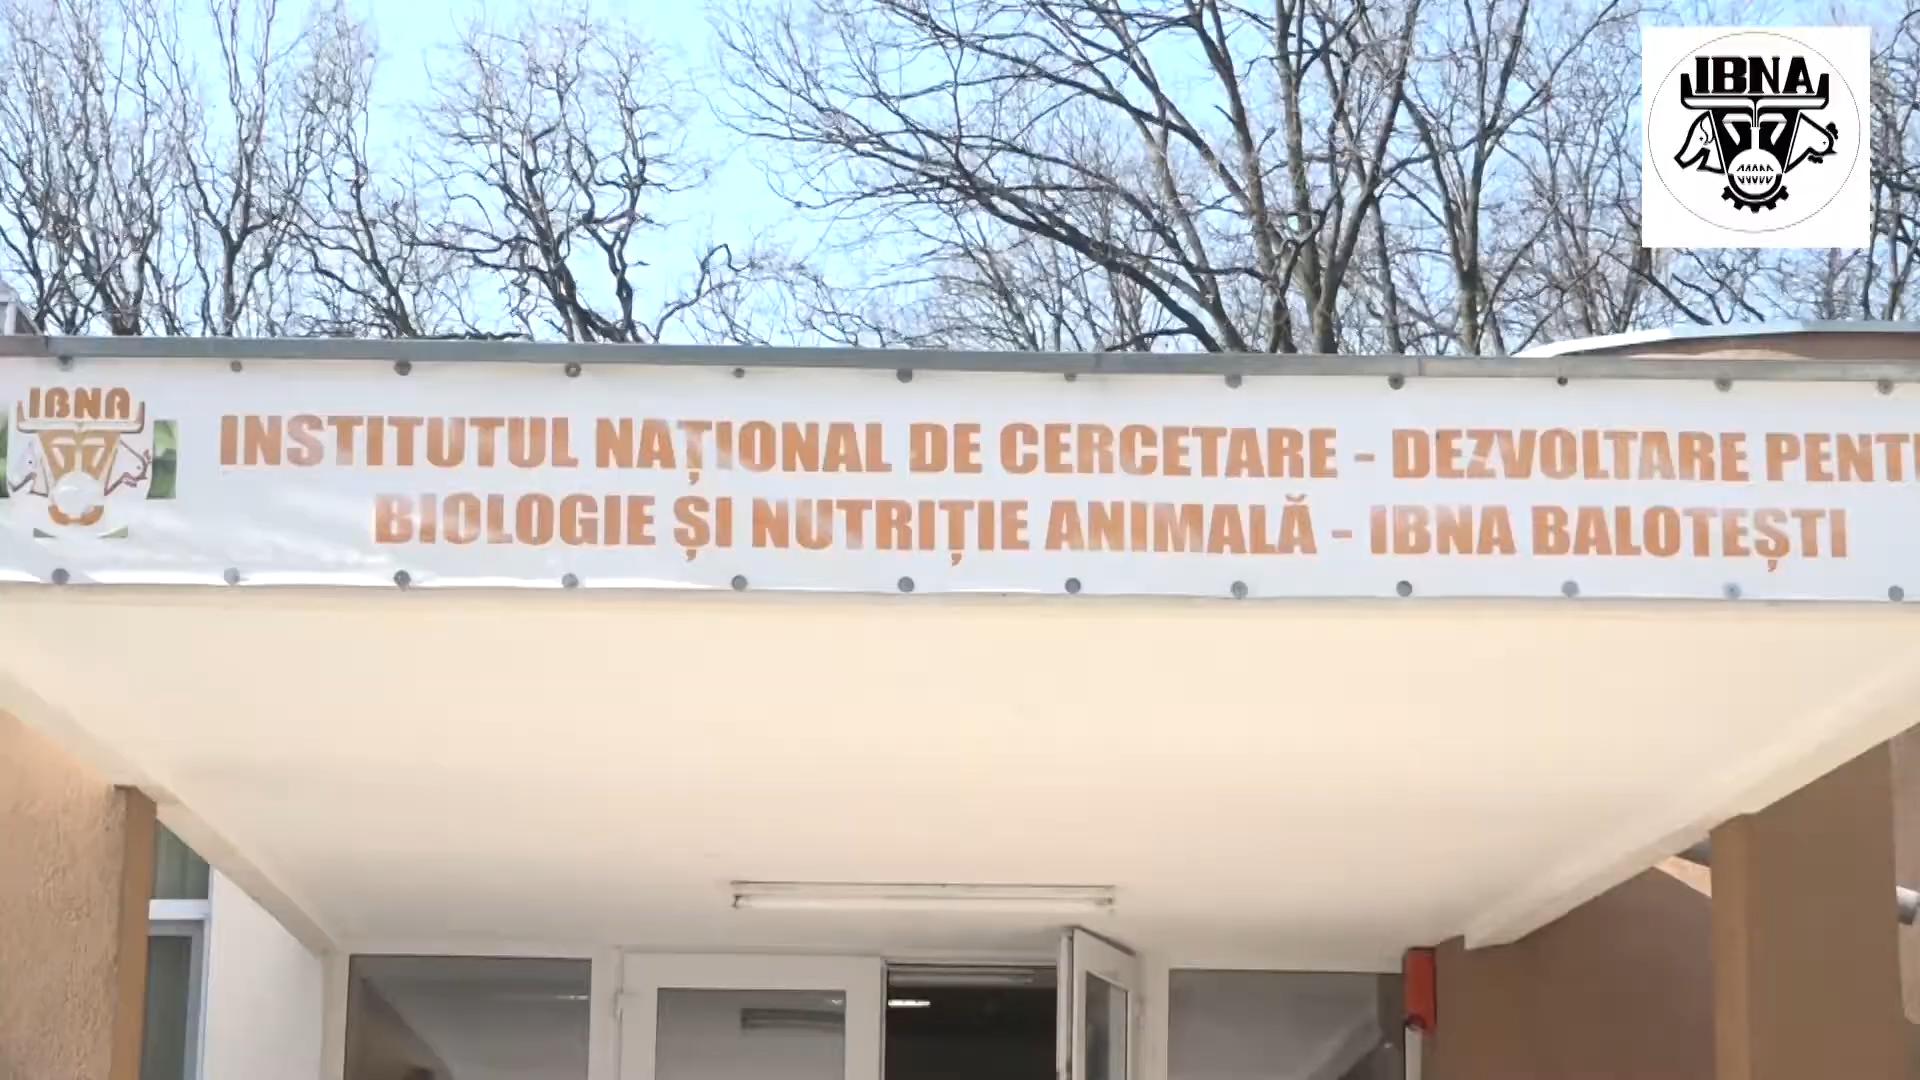 IBNA
IBNA
INSTITUTUL NAȚIONAL DE CERCETARE - DEZVOLTARE PENT
BIOLOGIE ȘI NUTRIȚIE ANIMALĂ - IBNA BALOTEȘTI